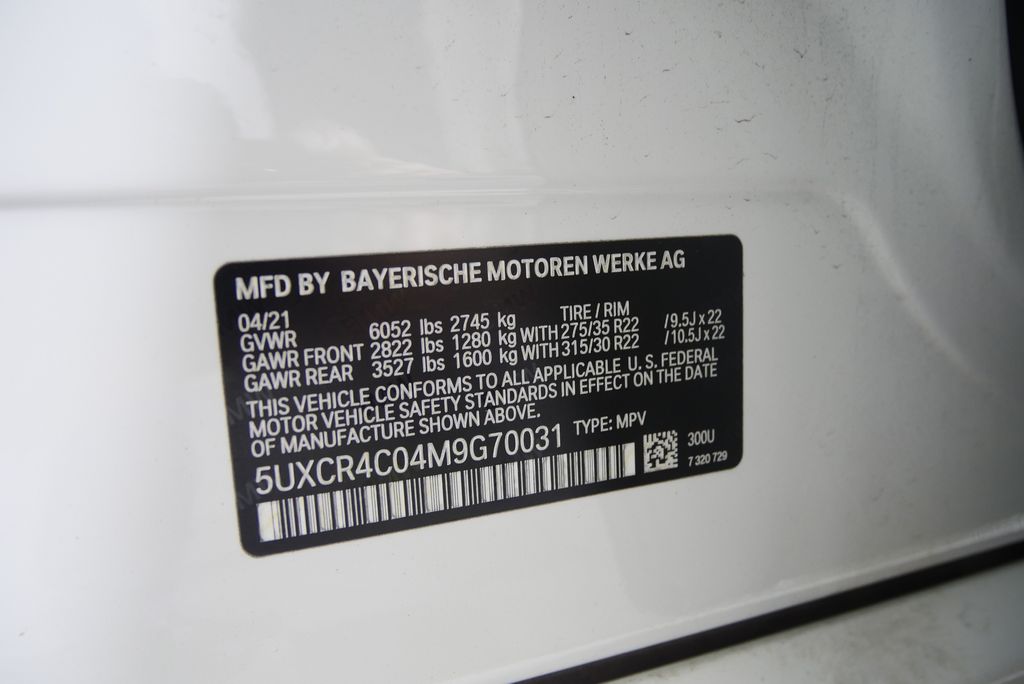 MFD BY BAYERISCHE MOTOREN WERKE AG
04/21 TIRE / RIM
GVWR 6052 lbs 2745 kg
GAWR FRONT 2822 lbs 1280 kg WITH 275/35 R22 / 9.5J x 22
GAWR REAR 3527 lbs 1600 kg WITH 315/30 R22 / 10.5J x 22
THIS VEHICLE CONFORMS TO ALL APPLICABLE U. S. FEDERAL
MOTOR VEHICLE SAFETY STANDARDS IN EFFECT ON THE DATE
OF MANUFACTURE SHOWN ABOVE.
5UXCR4C04M9G70031 TYPE: MPV
300U
7 320 729